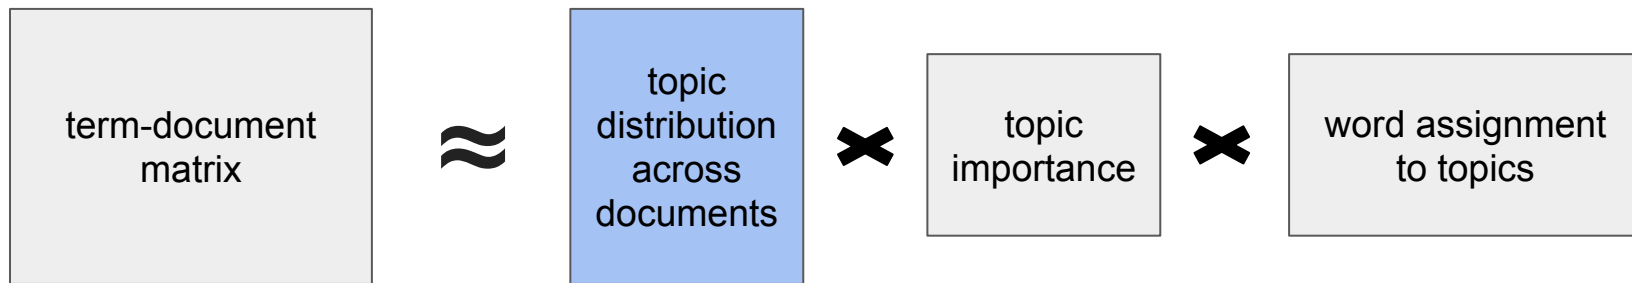 term-document
matrix
≈
topic
distribution
across
documents
×
topic
importance
×
word assignment
to topics